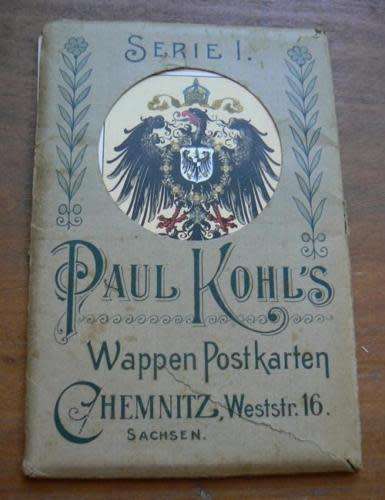 SERIE I.
PAUL KOHL'S
Wappen Postkarten
CHEMNITZ, Weststr. 16.
SACHSEN.